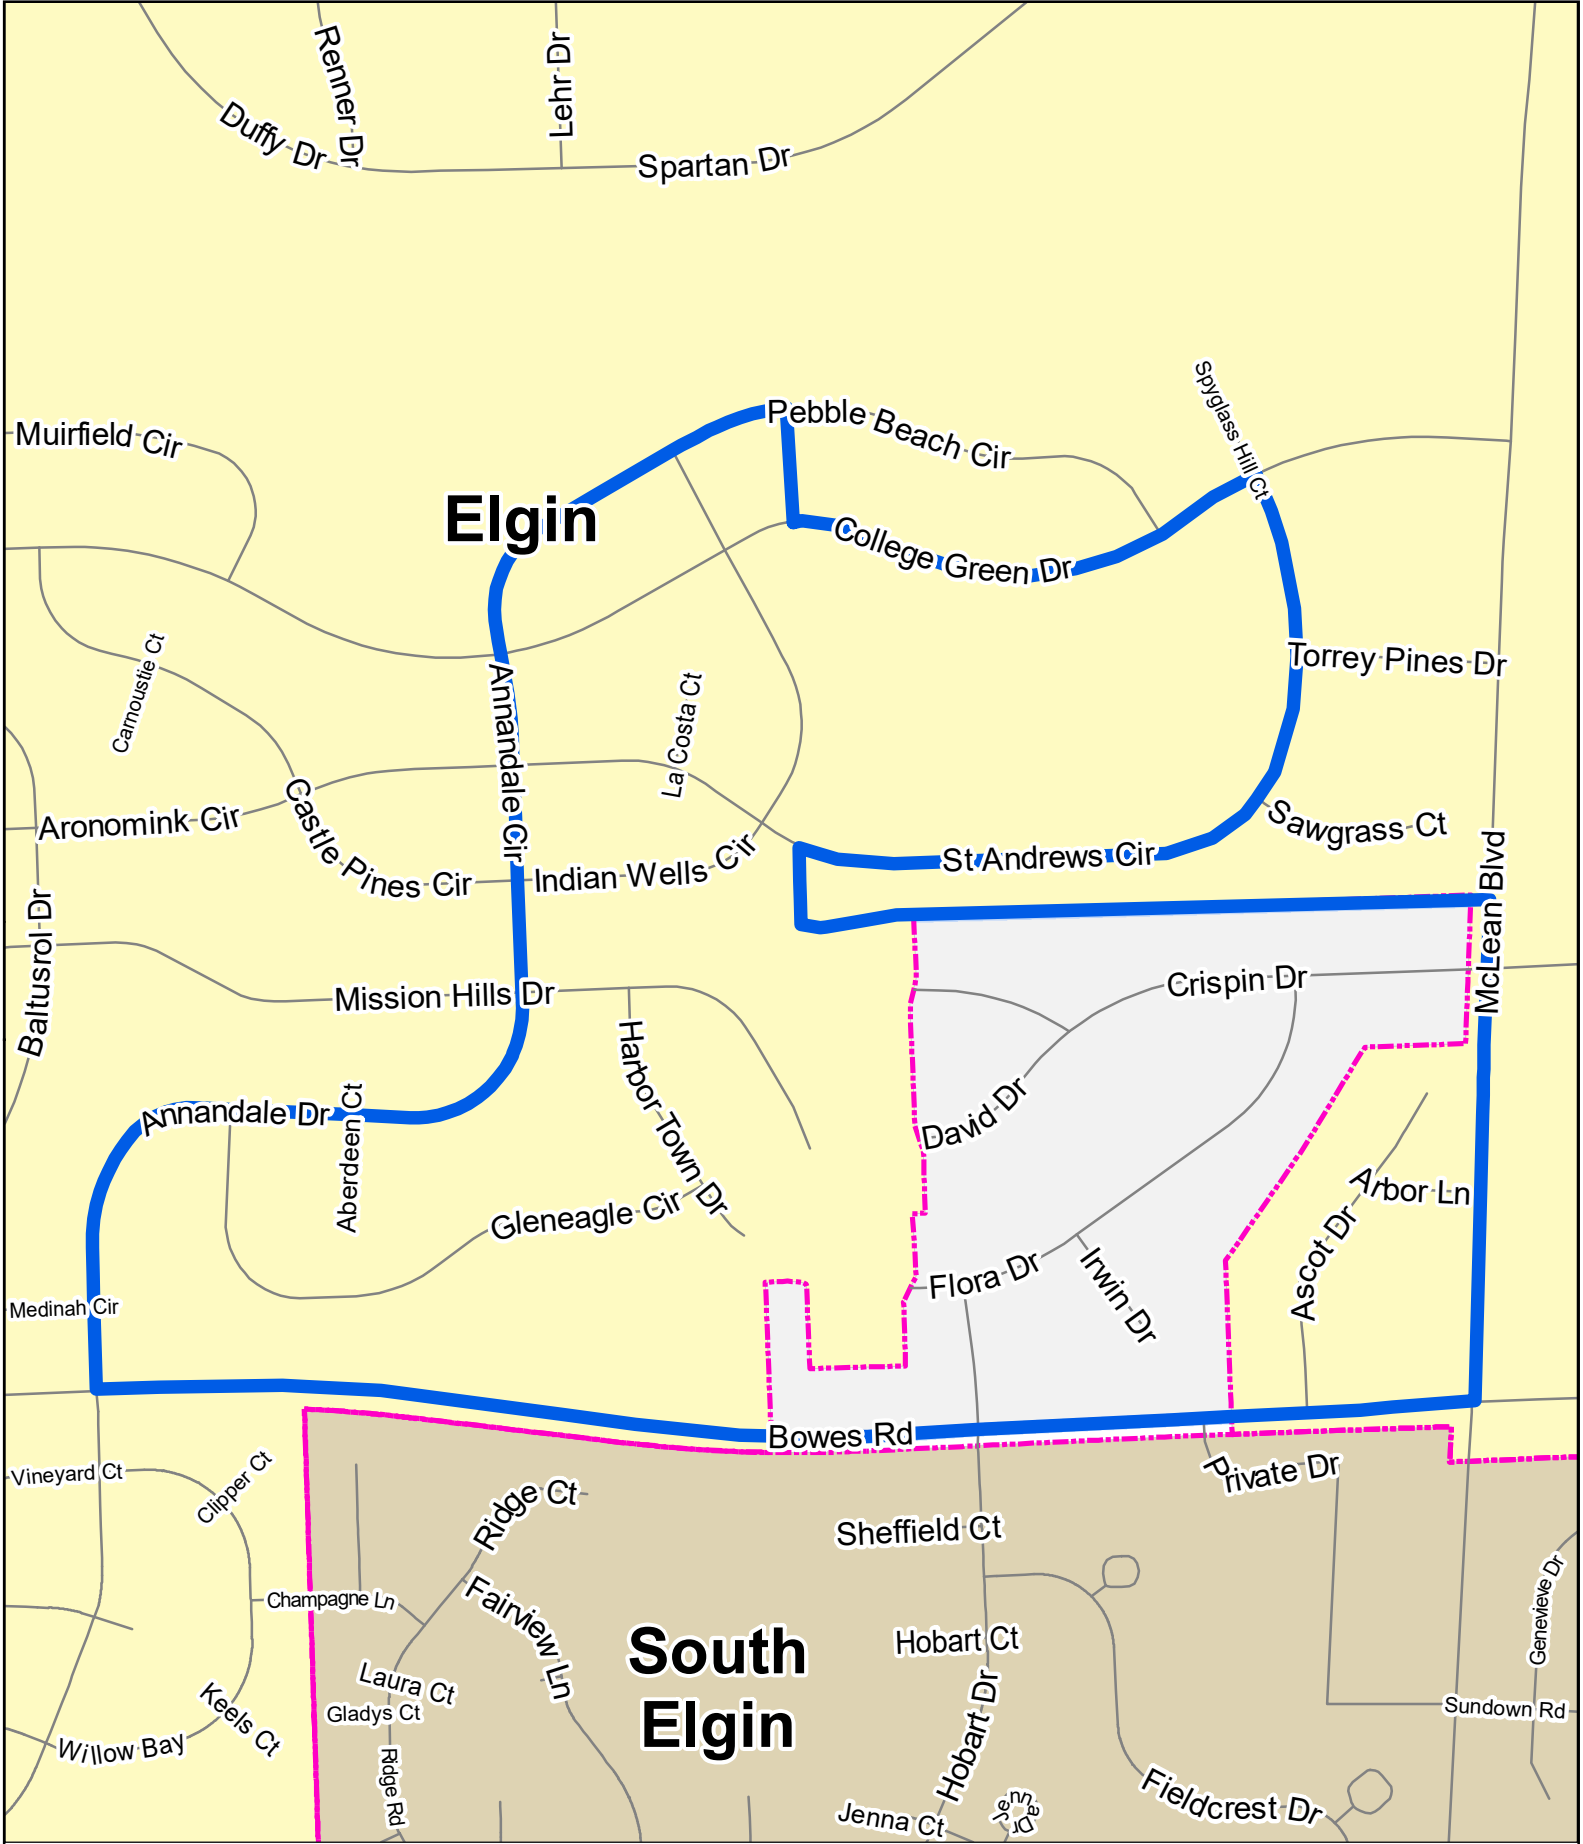 Renner Dr
Lehr Dr
Duffy Dr
Spartan Dr
Spyglass Hill Ct
Pebble Beach Cir
Muirfield Cir
Elgin
College Green Dr
Torrey Pines Dr
Carnoustie Ct
Annandale Cir
La Costa Ct
Castle Pines Cir
Aronomink Cir
Sawgrass Ct
St Andrews Cir
Indian Wells Cir
McLean Blvd
Baltusrol Dr
Mission Hills Dr
Crispin Dr
Harbor Town Dr
David Dr
Annandale Dr
Aberdeen Ct
Arbor Ln
Gleneagle Cir
Ascot Dr
Flora Dr
Irwin Dr
Medinah Cir
Bowes Rd
Vineyard Ct
Clipper Ct
Private Dr
Ridge Ct
Sheffield Ct
Champagne Ln
Fairview Ln
Genevieve Dr
South
Elgin
Hobart Ct
Laura Ct
Gladys Ct
Keels Ct
Hobart Dr
Sundown Rd
Willow Bay
Ridge Rd
Fieldcrest Dr
Jenna Ct
Jenna Dr